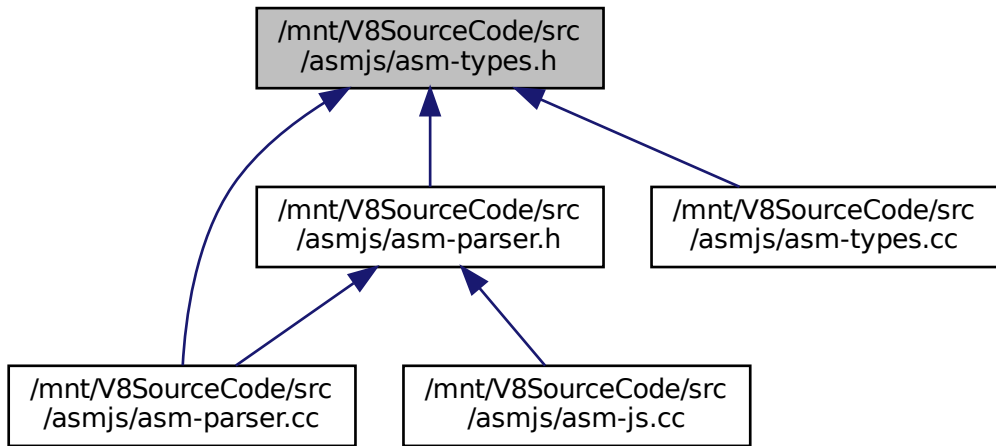 /mnt/V8SourceCode/src
/asmjs/asm-types.h
/mnt/V8SourceCode/src
/asmjs/asm-parser.h
/mnt/V8SourceCode/src
/asmjs/asm-types.cc
/mnt/V8SourceCode/src
/asmjs/asm-parser.cc
/mnt/V8SourceCode/src
/asmjs/asm-js.cc